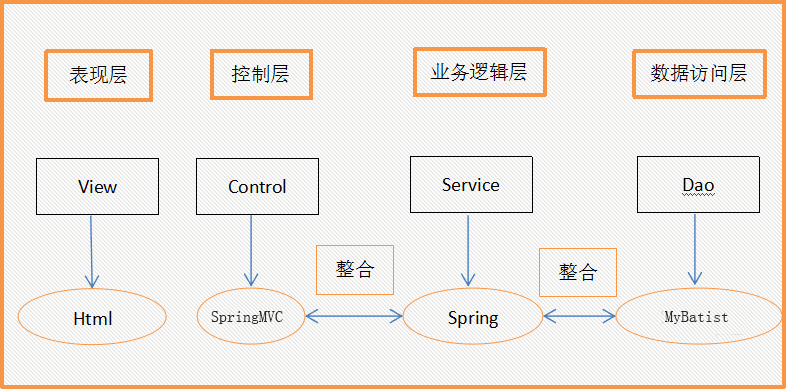 表现层
控制层
业务逻辑层
数据访问层
View
Control
Service
Dao
整合
整合
Html
SpringMVC
Spring
MyBatist